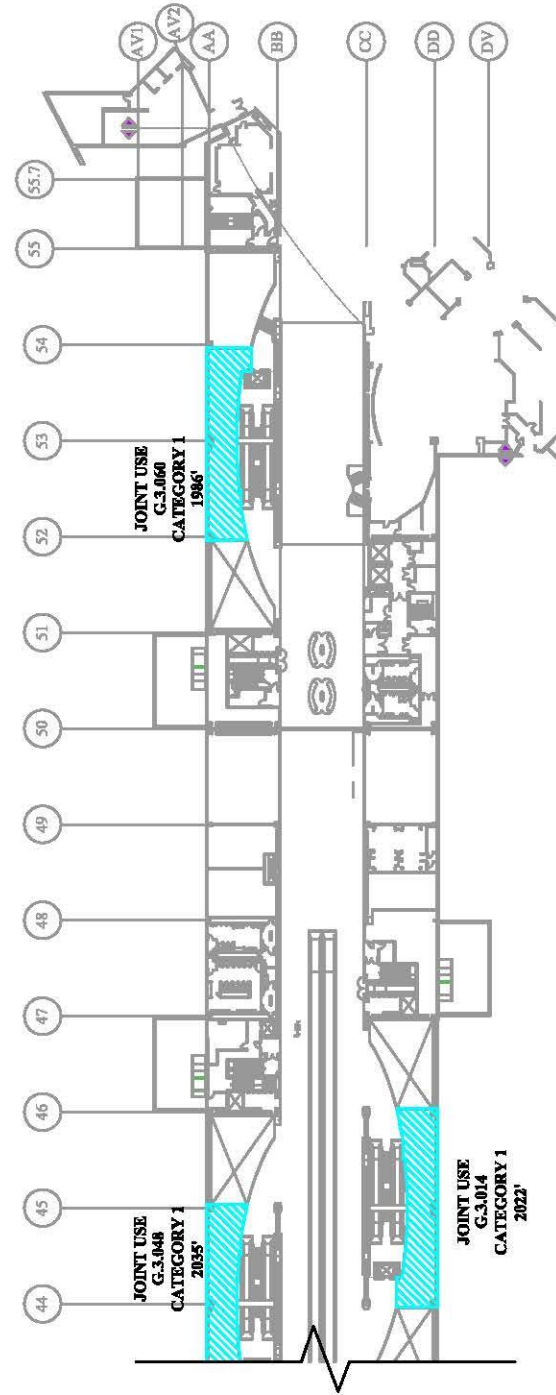 AV1
AV2
AA
BB
CC
DD
DV
55.7
55
54
53
52
51
50
49
48
47
46
45
44
JOINT USE
G.3.060
CATEGORY 1
1986'
JOINT USE
G.3.048
CATEGORY 1
2035'
JOINT USE
G.3.014
CATEGORY 1
2022'